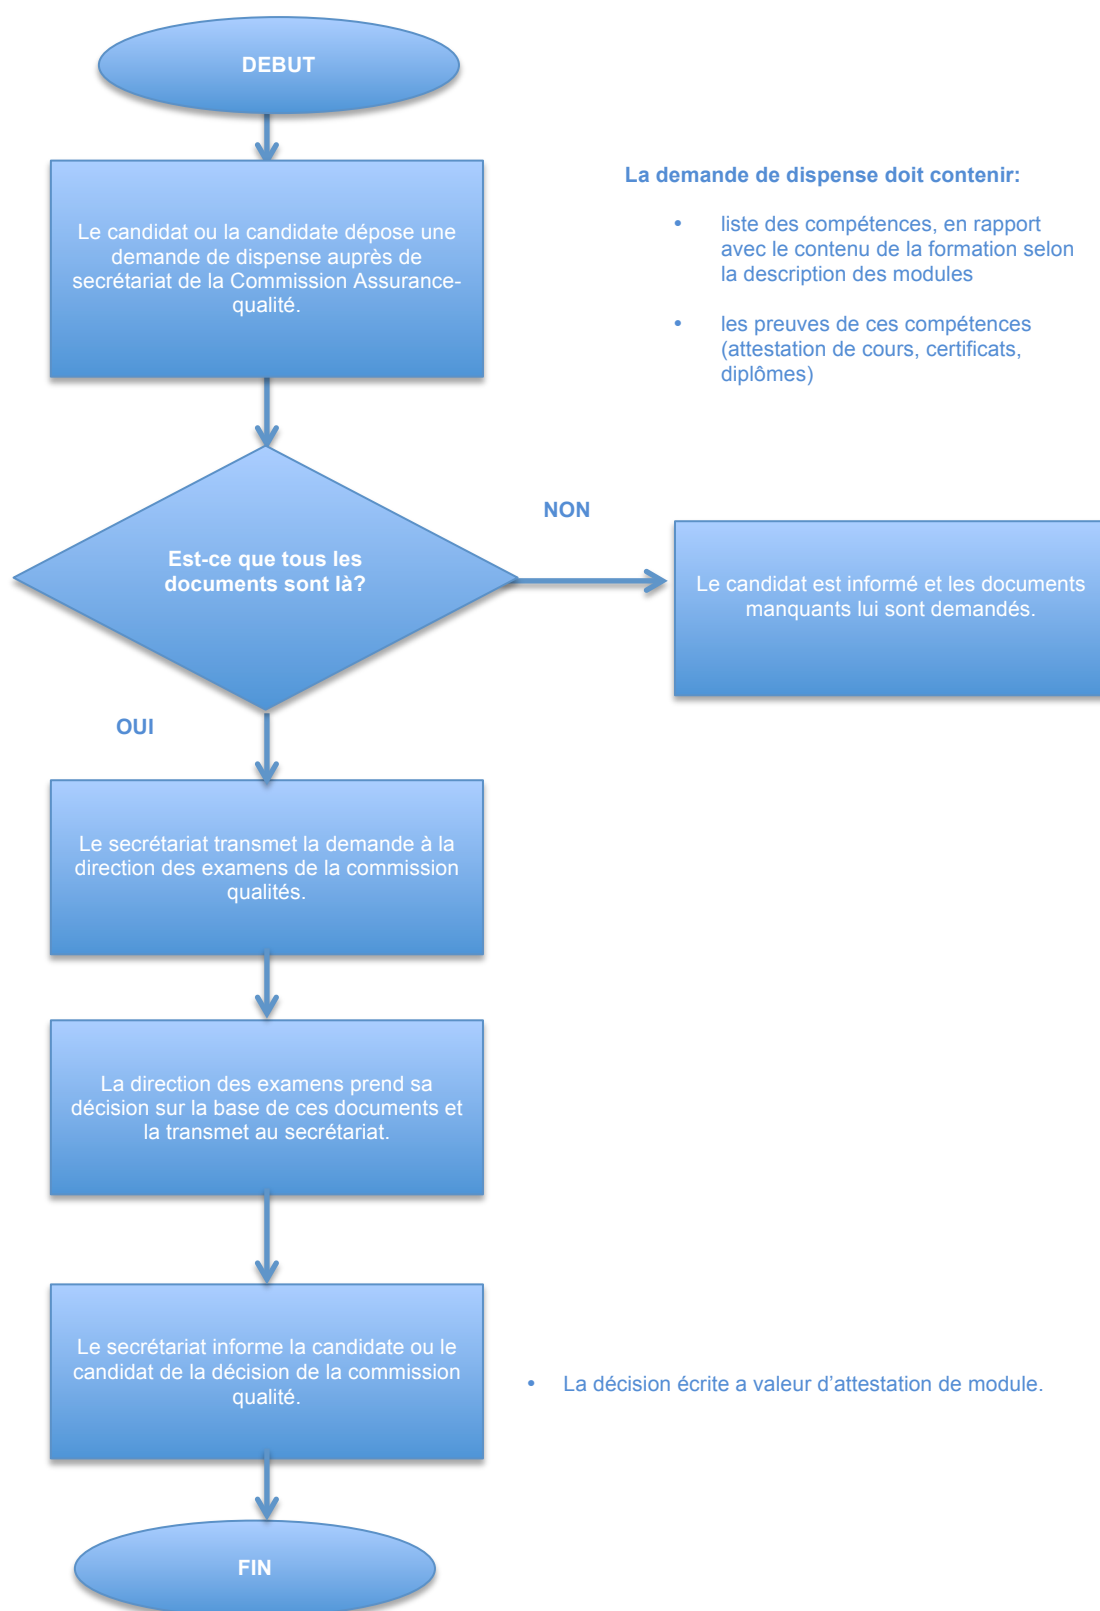 DEBUT
Le candidat ou la candidate dépose une
demande de dispense auprès de
secrétariat de la Commission Assurance-
qualité.
La demande de dispense doit contenir:
• liste des compétences, en rapport
avec le contenu de la formation selon
la description des modules
• les preuves de ces compétences
(attestation de cours, certificats,
diplômes)
Est-ce que tous les
documents sont là?
NON
Le candidat est informé et les documents
manquants lui sont demandés.
OUI
Le secrétariat transmet la demande à la
direction des examens de la commission
qualités.
La direction des examens prend sa
décision sur la base de ces documents et
la transmet au secrétariat.
Le secrétariat informe la candidate ou le
candidat de la décision de la commission
qualité.
• La décision écrite a valeur d’attestation de module.
FIN